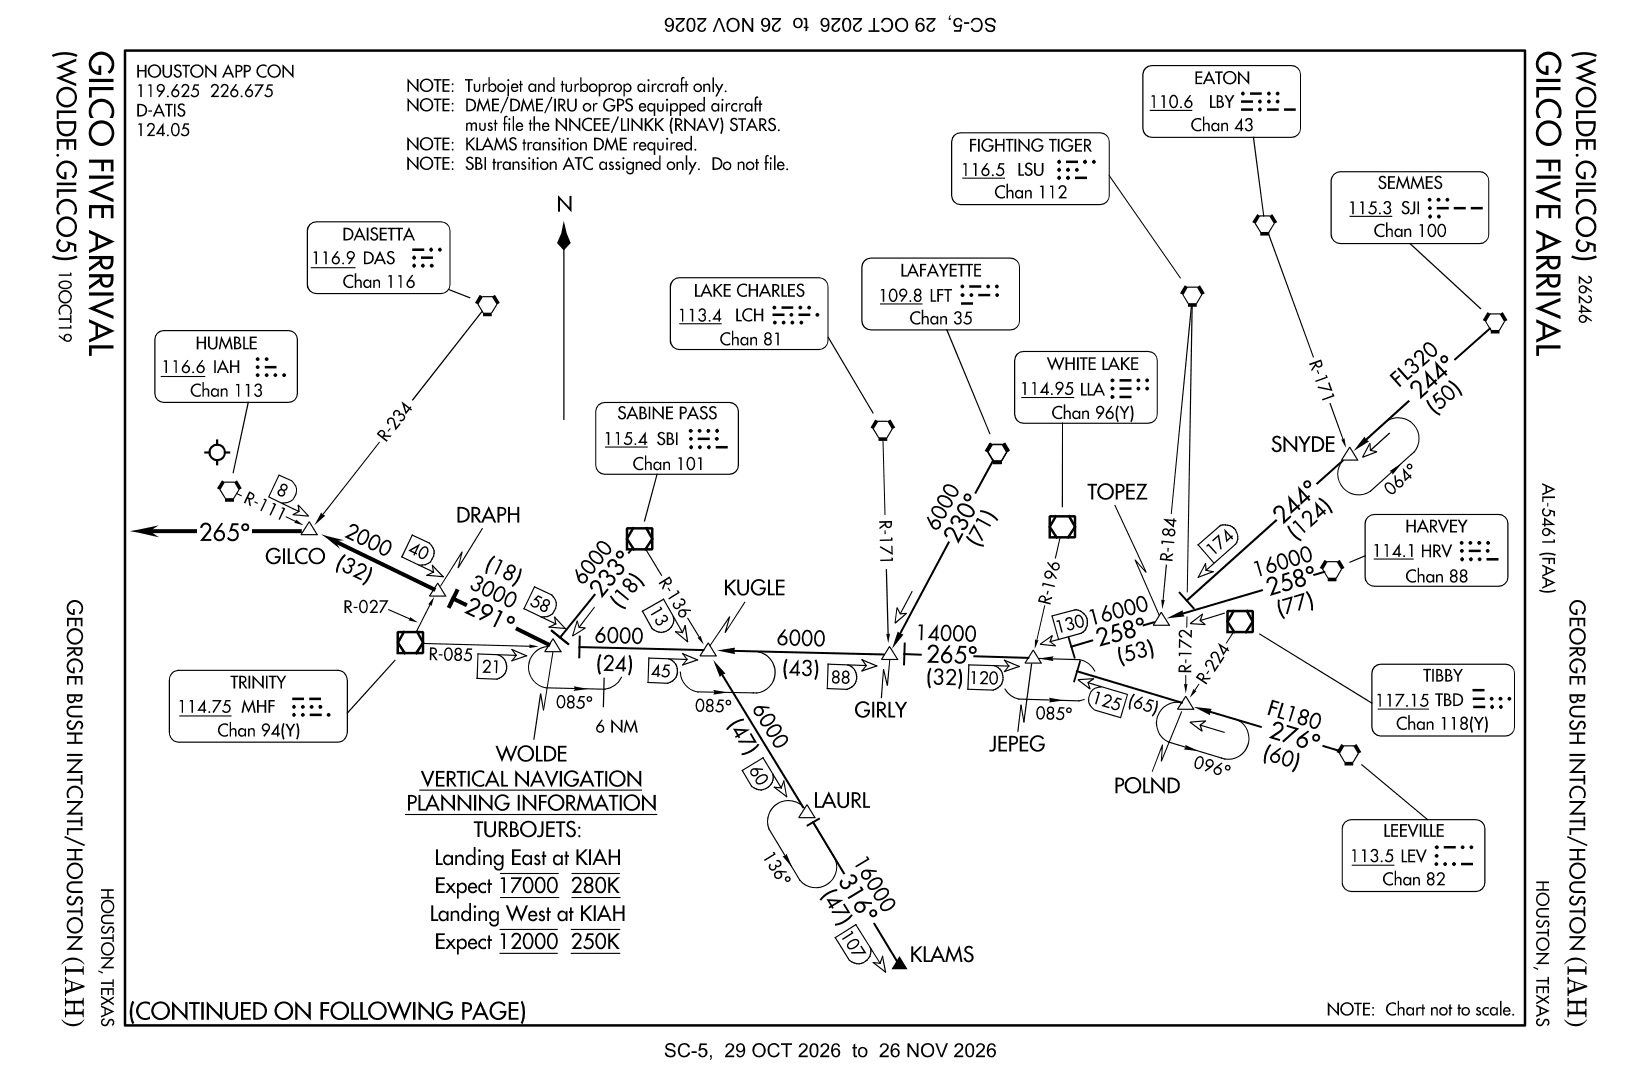 SC-5, 29 OCT 2026 to 26 NOV 2026
GILCO FIVE ARRIVAL
(WOLDE.GILCO5) 10OCT19
GEORGE BUSH INTCNTL/HOUSTON (IAH)
HOUSTON, TEXAS
(WOLDE.GILCO5) 26246
GILCO FIVE ARRIVAL
AL-5461 (FAA)
GEORGE BUSH INTCNTL/HOUSTON (IAH)
HOUSTON, TEXAS
HOUSTON APP CON
119.625 226.675
D-ATIS
124.05
NOTE: Turbojet and turboprop aircraft only.
NOTE: DME/DME/IRU or GPS equipped aircraft
must file the NNCEE/LINKK (RNAV) STARS.
NOTE: KLAMS transition DME required.
NOTE: SBI transition ATC assigned only. Do not file.
N
EATON
110.6 LBY
Chan 43
FIGHTING TIGER
116.5 LSU
Chan 112
SEMMES
115.3 SJI
Chan 100
DAISETTA
116.9 DAS
Chan 116
LAKE CHARLES
113.4 LCH
Chan 81
LAFAYETTE
109.8 LFT
Chan 35
HUMBLE
116.6 IAH
Chan 113
WHITE LAKE
114.95 LLA
Chan 96(Y)
SABINE PASS
115.4 SBI
Chan 101
HARVEY
114.1 HRV
Chan 88
TRINITY
114.75 MHF
Chan 94(Y)
TIBBY
117.15 TBD
Chan 118(Y)
LEEVILLE
113.5 LEV
Chan 82
R-234
R-111
8
265°
GILCO
2000
(32)
40
DRAPH
(18)
3000
291°
R-027
R-085
21
58
6000
233°
(18)
R-136
13
KUGLE
6000
(24)
45
085°
6 NM
085°
WOLDE
6000
(43)
88
R-171
6000
230°
(71)
GIRLY
14000
265°
(32)
120
R-196
130
16000
258°
(53)
JEPEG
085°
125
(65)
TOPEZ
R-184
R-172
R-224
174
244°
(124)
16000
258°
(77)
SNYDE
R-171
FL320
244°
(50)
064°
POLND
096°
FL180
276°
(60)
6000
(47)
60
LAURL
136°
16000
316°
(47)
107
KLAMS
VERTICAL NAVIGATION
PLANNING INFORMATION
TURBOJETS:
Landing East at KIAH
Expect 17000 280K
Landing West at KIAH
Expect 12000 250K
(CONTINUED ON FOLLOWING PAGE)
NOTE: Chart not to scale.
SC-5, 29 OCT 2026 to 26 NOV 2026